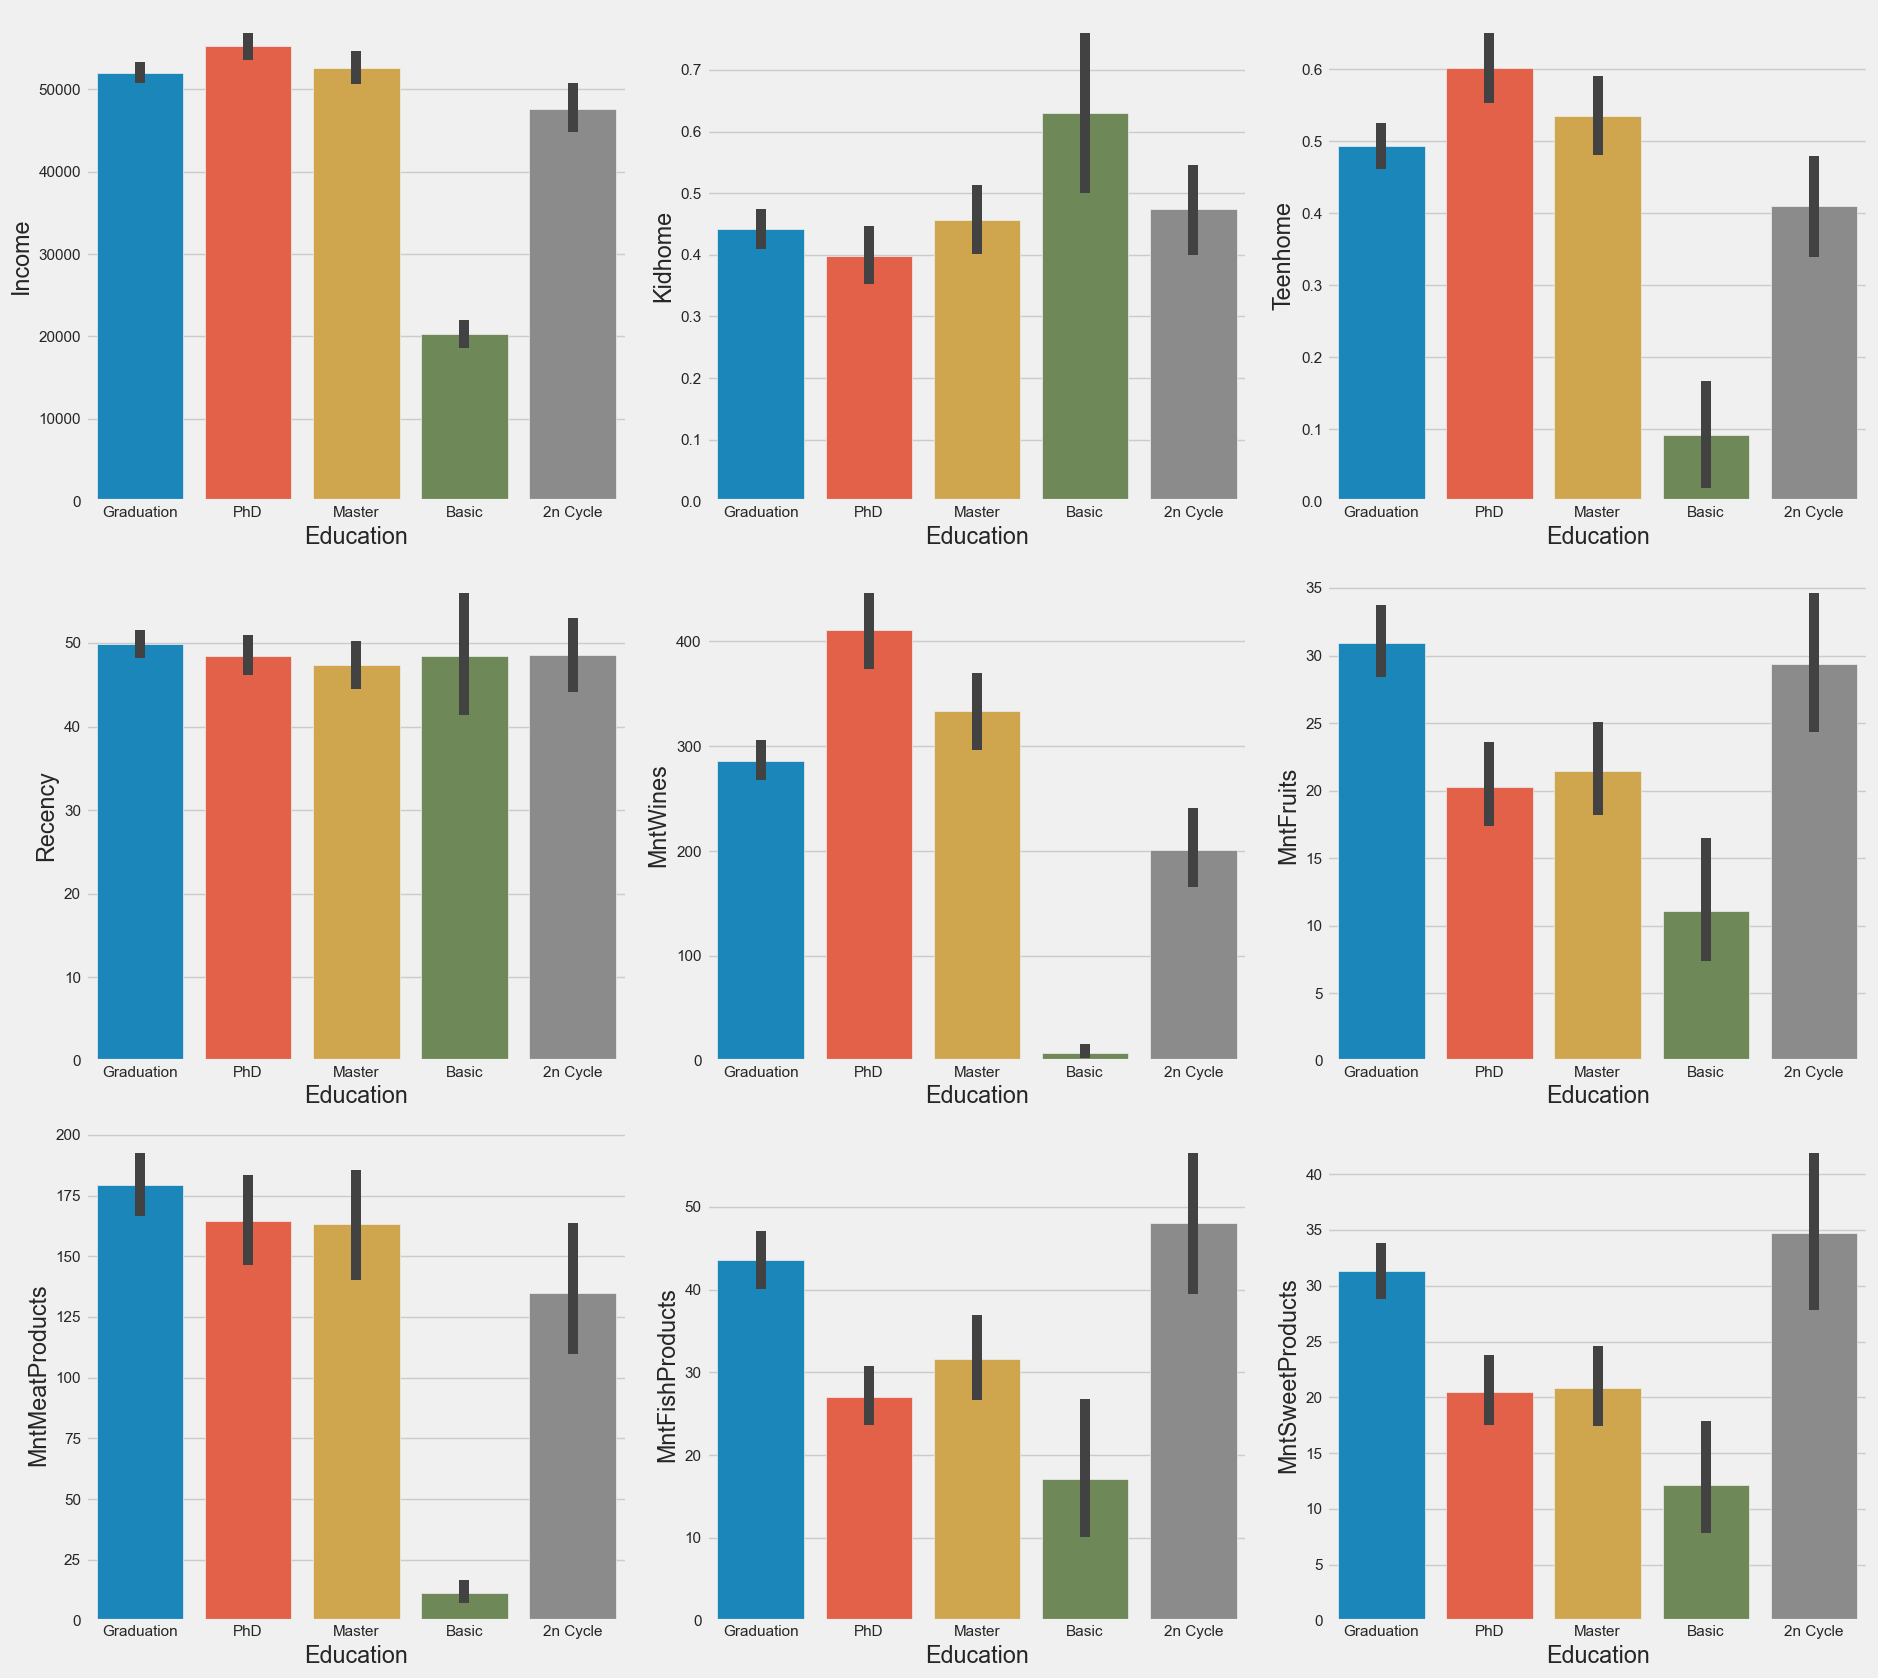 50000
40000
30000
20000
10000
0
Income
Graduation PhD Master Basic 2n Cycle
Education
0.7
0.6
0.5
0.4
0.3
0.2
0.1
0.0
Kidhome
Graduation PhD Master Basic 2n Cycle
Education
0.6
0.5
0.4
0.3
0.2
0.1
0.0
Teenhome
Graduation PhD Master Basic 2n Cycle
Education
50
40
30
20
10
0
Recency
Graduation PhD Master Basic 2n Cycle
Education
400
300
200
100
0
MntWines
Graduation PhD Master Basic 2n Cycle
Education
35
30
25
20
15
10
5
0
MntFruits
Graduation PhD Master Basic 2n Cycle
Education
200
175
150
125
100
75
50
25
0
MntMeatProducts
Graduation PhD Master Basic 2n Cycle
Education
50
40
30
20
10
0
MntFishProducts
Graduation PhD Master Basic 2n Cycle
Education
40
35
30
25
20
15
10
5
0
MntSweetProducts
Graduation PhD Master Basic 2n Cycle
Education